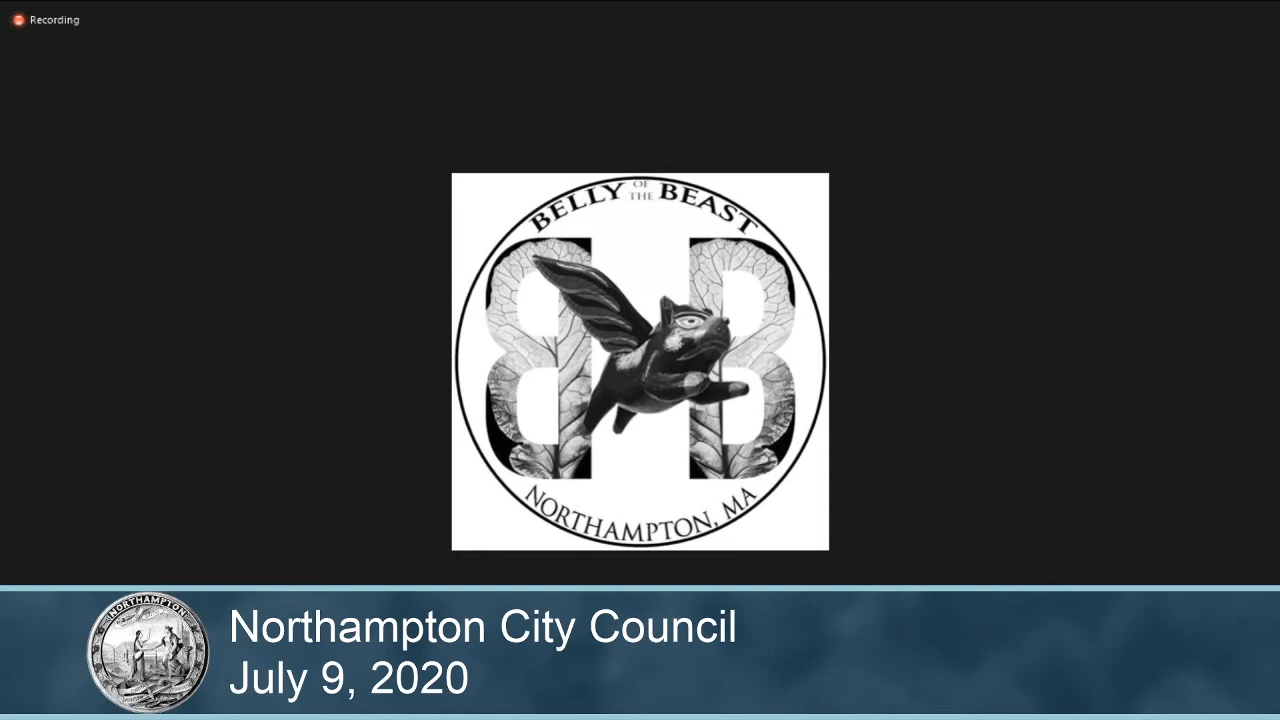 Recording
BELLY OF THE BEAST
NORTHAMPTON, MA
NORTHAMPTON
Northampton City Council
July 9, 2020